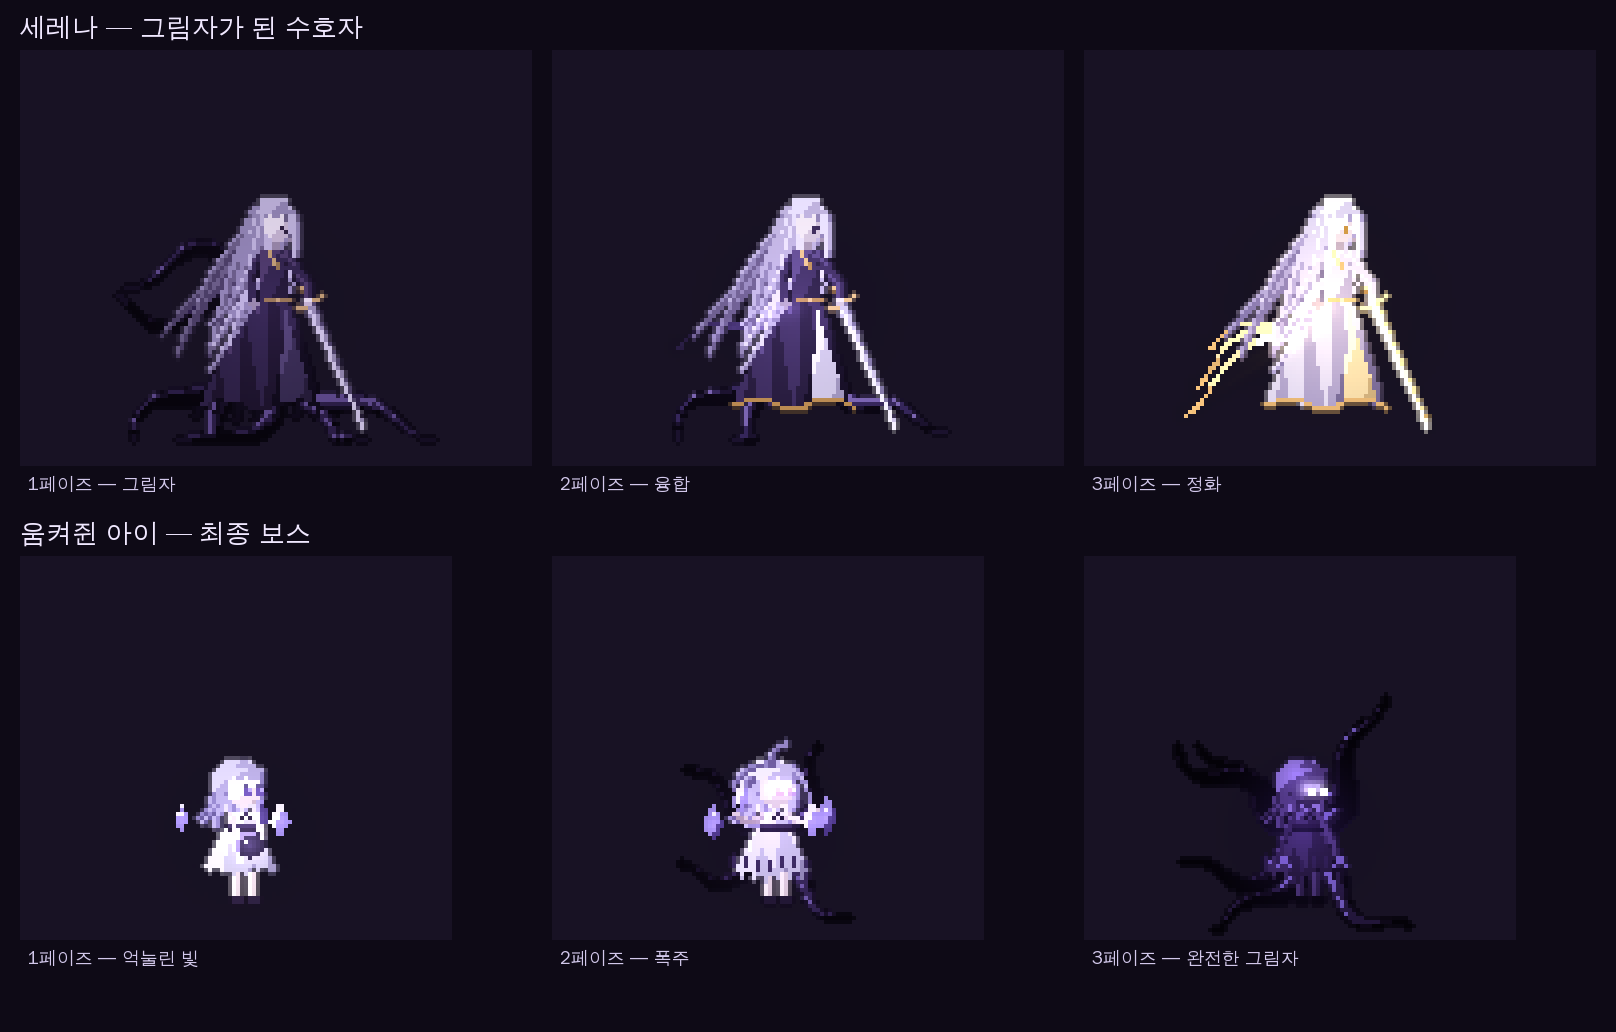 세레나 — 그림자가 된 수호자
1페이즈 — 그림자
2페이즈 — 융합
3페이즈 — 정화
움켜쥔 아이 — 최종 보스
1페이즈 — 억눌린 빛
2페이즈 — 폭주
3페이즈 — 완전한 그림자